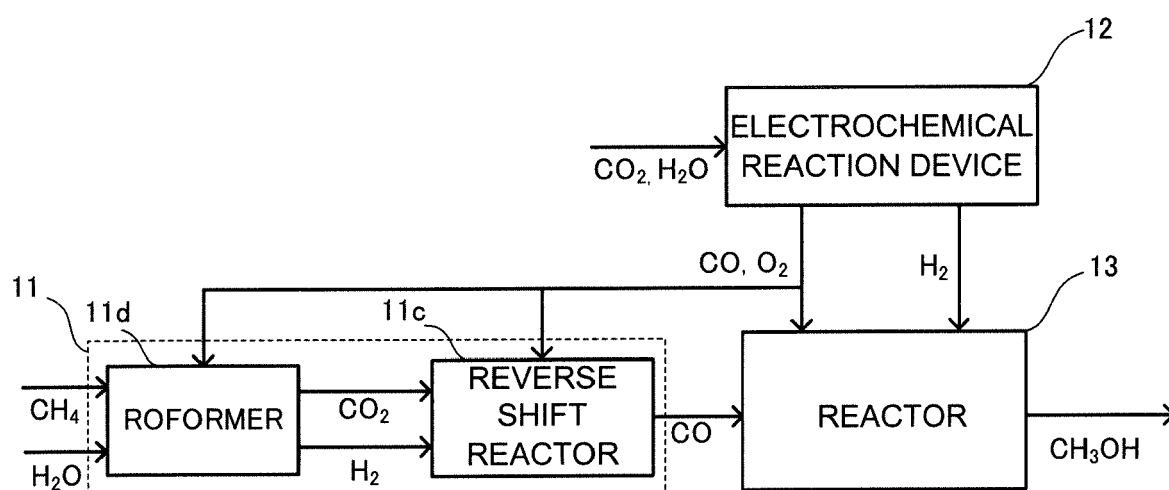 12
ELECTROCHEMICAL
REACTION DEVICE
CO₂, H₂O
CO, O₂
H₂
13
11
11d
11c
CH₄
H₂O
ROFORMER
CO₂
H₂
REVERSE
SHIFT
REACTOR
CO
REACTOR
CH₃OH